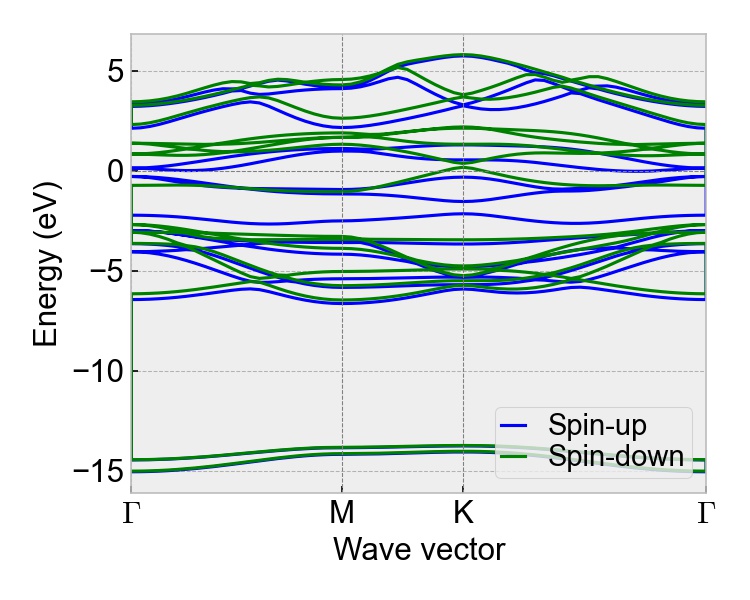 5
0
−5
−10
−15
Energy (eV)
Spin-up
Spin-down
Γ M K Γ
Wave vector